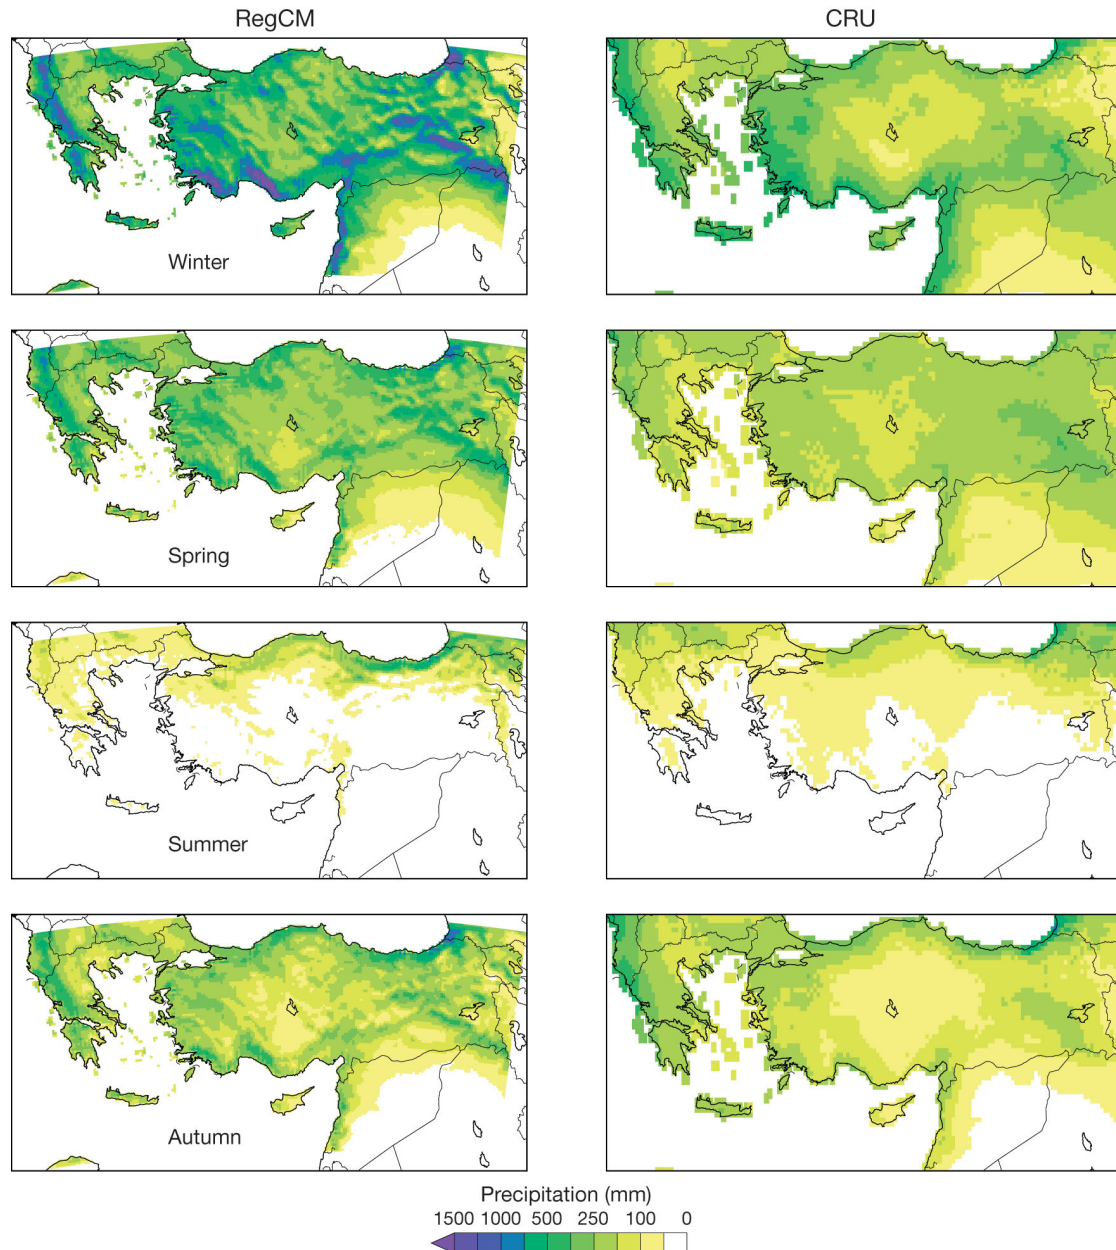 RegCM CRU
Winter
Spring
Summer
Autumn
Precipitation (mm)
1500 1000 500 250 100 0